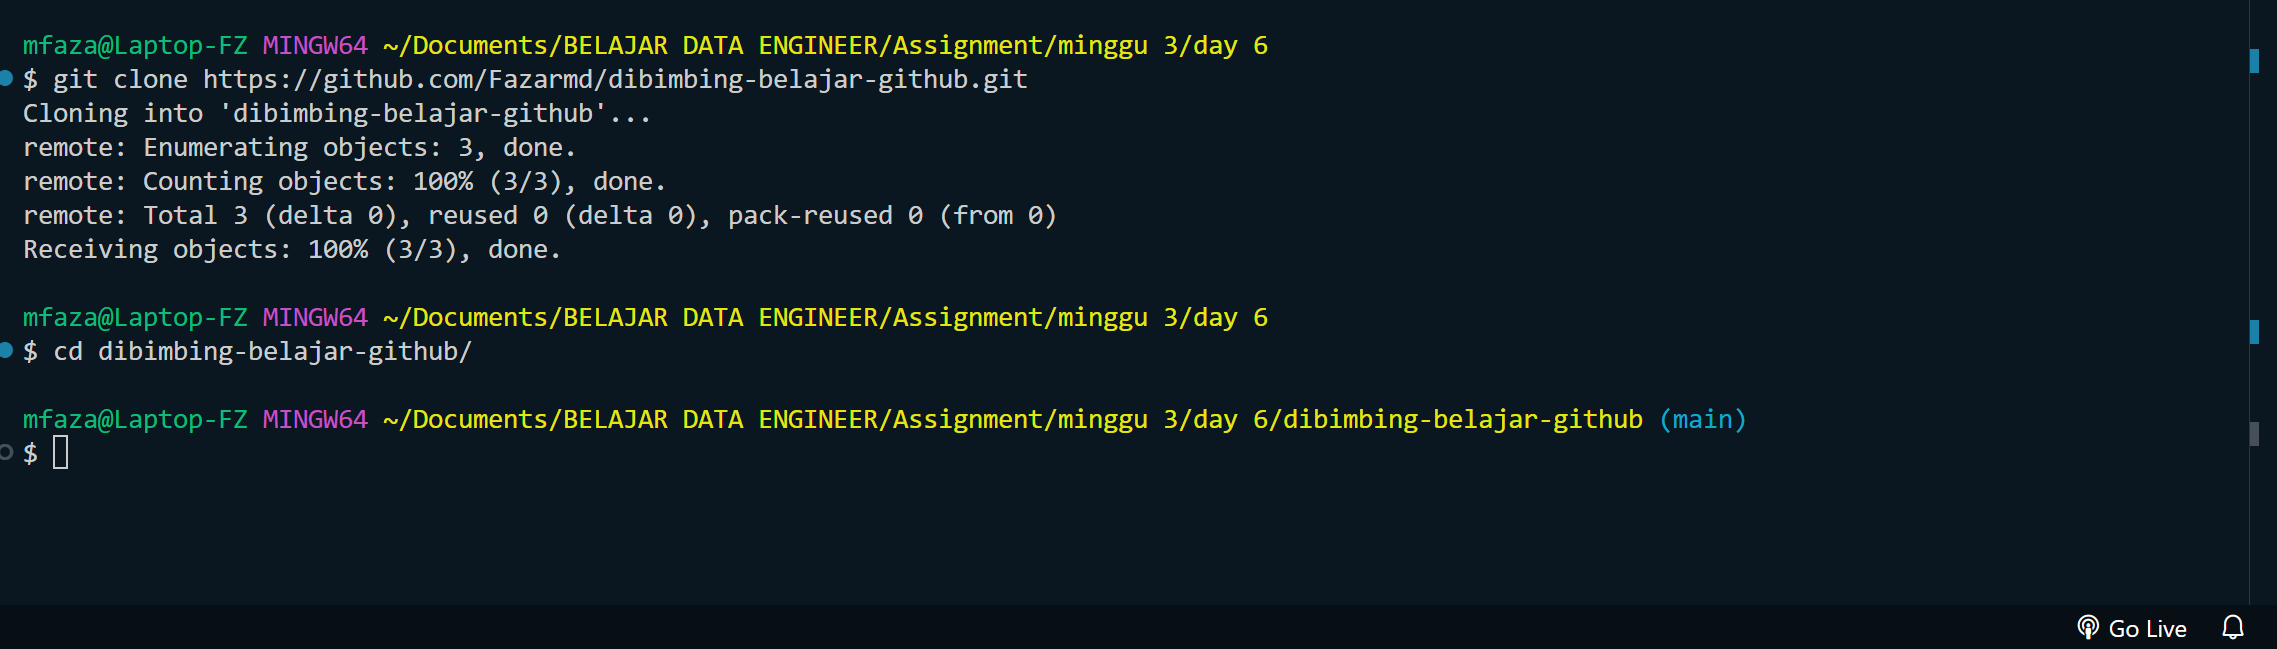 mfaza@Laptop-FZ MINGW64 ~/Documents/BELAJAR DATA ENGINEER/Assignment/minggu 3/day 6
$ git clone https://github.com/Fazarmd/dibimbing-belajar-github.git
Cloning into 'dibimbing-belajar-github'...
remote: Enumerating objects: 3, done.
remote: Counting objects: 100% (3/3), done.
remote: Total 3 (delta 0), reused 0 (delta 0), pack-reused 0 (from 0)
Receiving objects: 100% (3/3), done.
mfaza@Laptop-FZ MINGW64 ~/Documents/BELAJAR DATA ENGINEER/Assignment/minggu 3/day 6
$ cd dibimbing-belajar-github/
mfaza@Laptop-FZ MINGW64 ~/Documents/BELAJAR DATA ENGINEER/Assignment/minggu 3/day 6/dibimbing-belajar-github (main)
$
Go Live